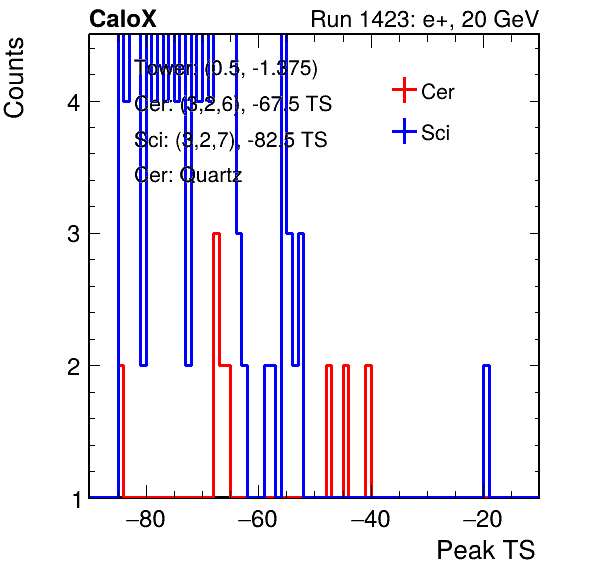 CaloX Run 1423: e+, 20 GeV
Counts
Tower: (0.5, -1.375)
Cer: (3,2,6), -67.5 TS
Sci: (3,2,7), -82.5 TS
Cer: Quartz
Cer
Sci
4
3
2
1
−80 −60 −40 −20
Peak TS